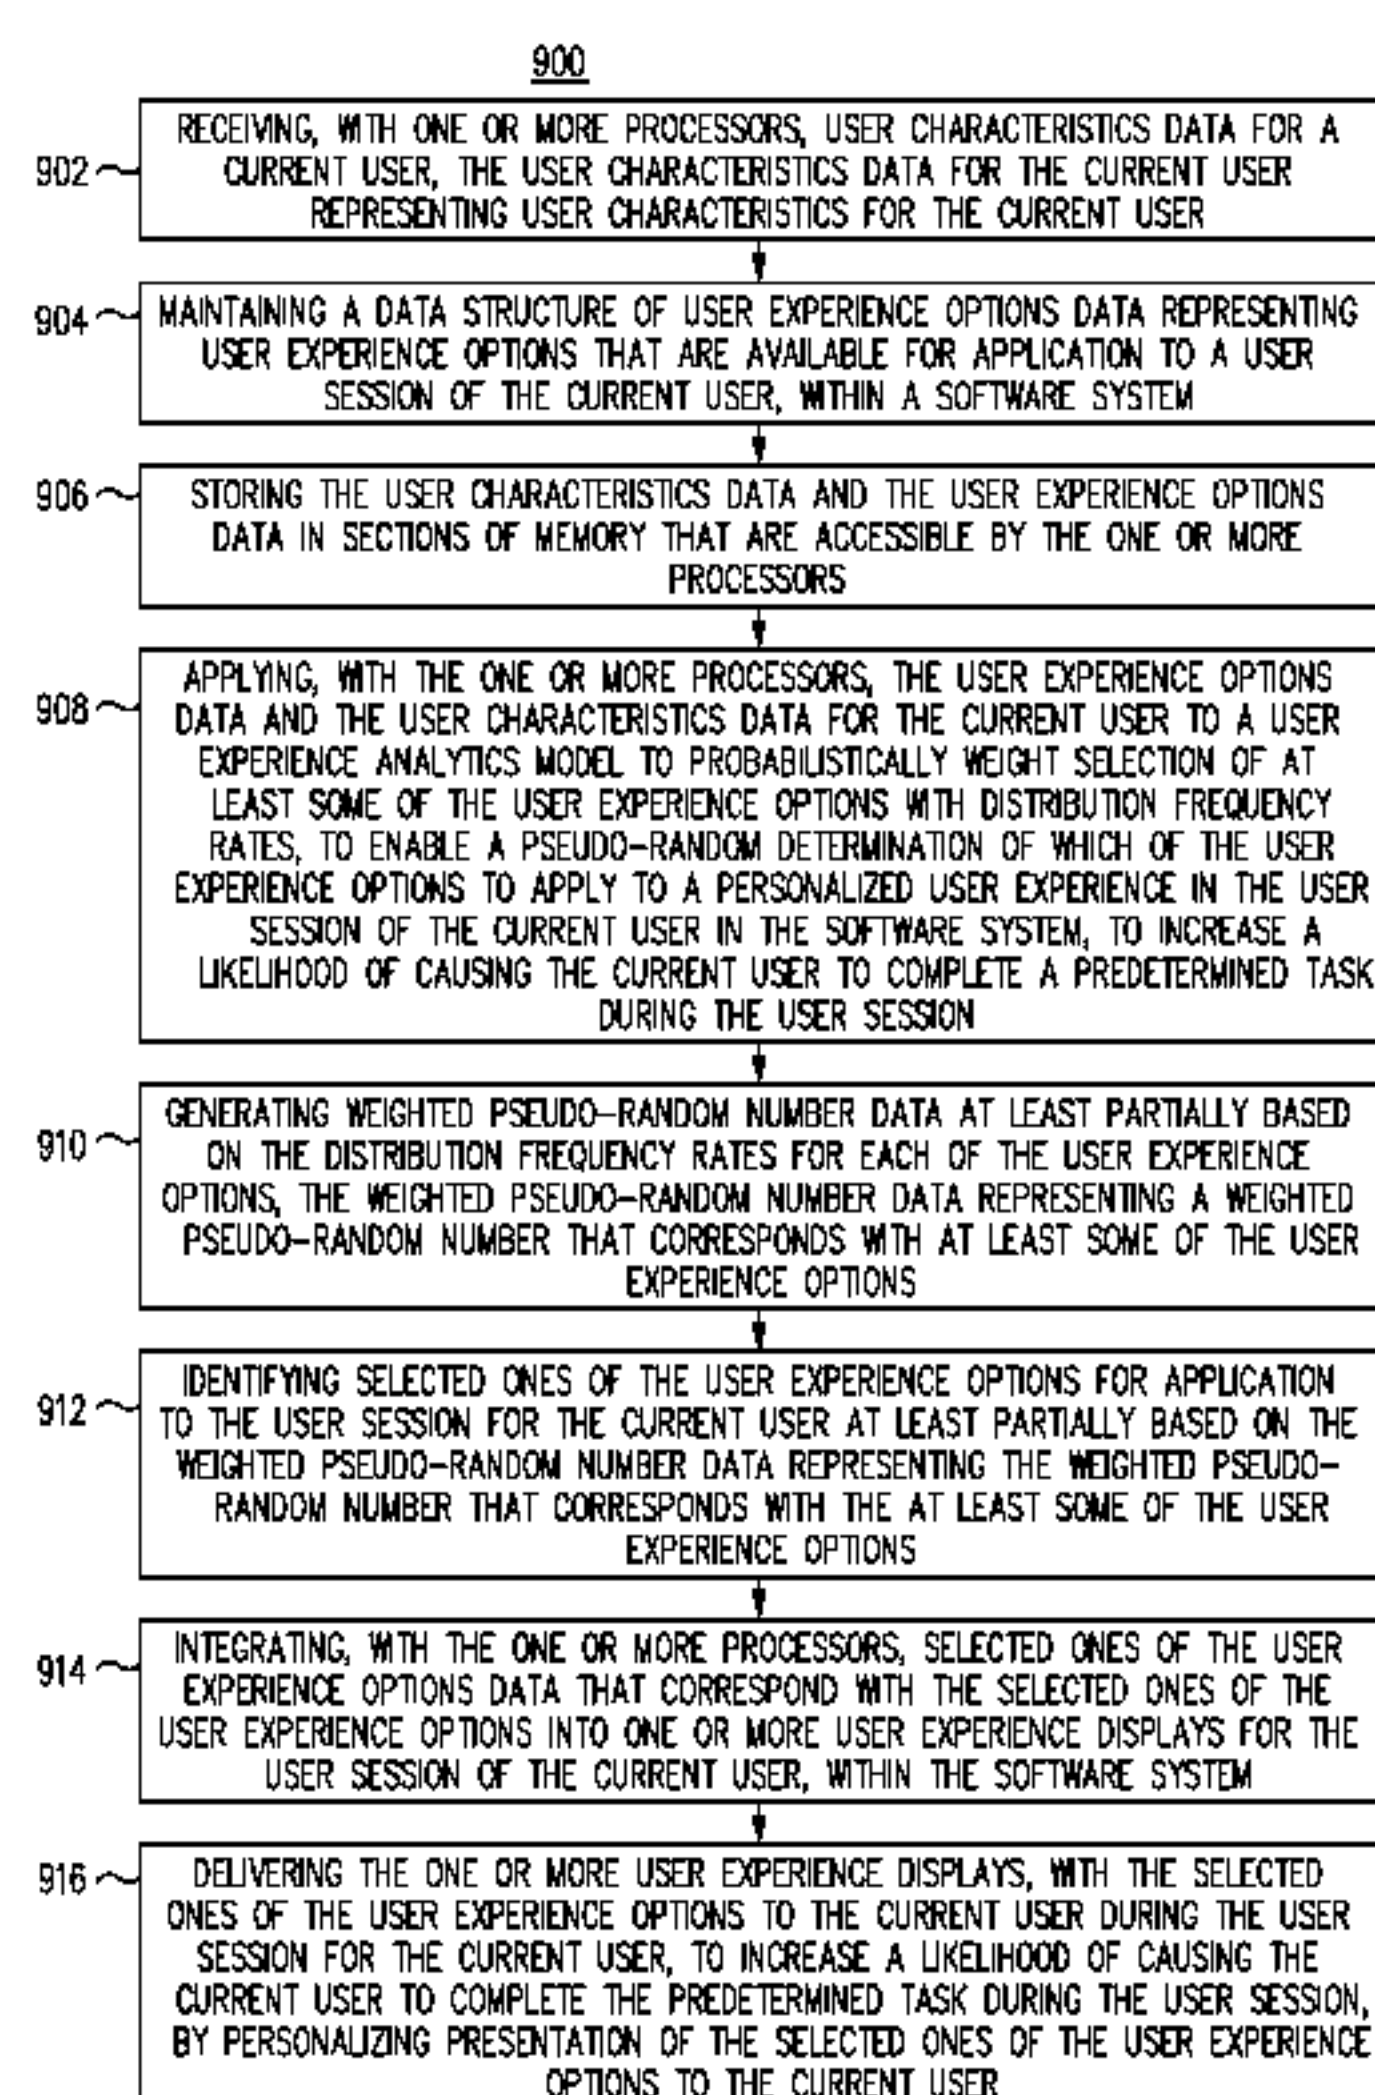 900
902
RECEIVING, WITH ONE OR MORE PROCESSORS, USER CHARACTERISTICS DATA FOR A
CURRENT USER, THE USER CHARACTERISTICS DATA FOR THE CURRENT USER
REPRESENTING USER CHARACTERISTICS FOR THE CURRENT USER
904
MAINTAINING A DATA STRUCTURE OF USER EXPERIENCE OPTIONS DATA REPRESENTING
USER EXPERIENCE OPTIONS THAT ARE AVAILABLE FOR APPLICATION TO A USER
SESSION OF THE CURRENT USER, WITHIN A SOFTWARE SYSTEM
906
STORING THE USER CHARACTERISTICS DATA AND THE USER EXPERIENCE OPTIONS
DATA IN SECTIONS OF MEMORY THAT ARE ACCESSIBLE BY THE ONE OR MORE
PROCESSORS
908
APPLYING, WITH THE ONE OR MORE PROCESSORS, THE USER EXPERIENCE OPTIONS
DATA AND THE USER CHARACTERISTICS DATA FOR THE CURRENT USER TO A USER
EXPERIENCE ANALYTICS MODEL TO PROBABILISTICALLY WEIGHT SELECTION OF AT
LEAST SOME OF THE USER EXPERIENCE OPTIONS WITH DISTRIBUTION FREQUENCY
RATES, TO ENABLE A PSEUDO-RANDOM DETERMINATION OF WHICH OF THE USER
EXPERIENCE OPTIONS TO APPLY TO A PERSONALIZED USER EXPERIENCE IN THE USER
SESSION OF THE CURRENT USER IN THE SOFTWARE SYSTEM, TO INCREASE A
LIKELIHOOD OF CAUSING THE CURRENT USER TO COMPLETE A PREDETERMINED TASK
DURING THE USER SESSION
910
GENERATING WEIGHTED PSEUDO-RANDOM NUMBER DATA AT LEAST PARTIALLY BASED
ON THE DISTRIBUTION FREQUENCY RATES FOR EACH OF THE USER EXPERIENCE
OPTIONS, THE WEIGHTED PSEUDO-RANDOM NUMBER DATA REPRESENTING A WEIGHTED
PSEUDO-RANDOM NUMBER THAT CORRESPONDS WITH AT LEAST SOME OF THE USER
EXPERIENCE OPTIONS
912
IDENTIFYING SELECTED ONES OF THE USER EXPERIENCE OPTIONS FOR APPLICATION
TO THE USER SESSION FOR THE CURRENT USER AT LEAST PARTIALLY BASED ON THE
WEIGHTED PSEUDO-RANDOM NUMBER DATA REPRESENTING THE WEIGHTED PSEUDO-
RANDOM NUMBER THAT CORRESPONDS WITH THE AT LEAST SOME OF THE USER
EXPERIENCE OPTIONS
914
INTEGRATING, WITH THE ONE OR MORE PROCESSORS, SELECTED ONES OF THE USER
EXPERIENCE OPTIONS DATA THAT CORRESPOND WITH THE SELECTED ONES OF THE
USER EXPERIENCE OPTIONS INTO ONE OR MORE USER EXPERIENCE DISPLAYS FOR THE
USER SESSION OF THE CURRENT USER, WITHIN THE SOFTWARE SYSTEM
916
DELIVERING THE ONE OR MORE USER EXPERIENCE DISPLAYS, WITH THE SELECTED
ONES OF THE USER EXPERIENCE OPTIONS TO THE CURRENT USER DURING THE USER
SESSION FOR THE CURRENT USER, TO INCREASE A LIKELIHOOD OF CAUSING THE
CURRENT USER TO COMPLETE THE PREDETERMINED TASK DURING THE USER SESSION,
BY PERSONALIZING PRESENTATION OF THE SELECTED ONES OF THE USER EXPERIENCE
OPTIONS TO THE CURRENT USER